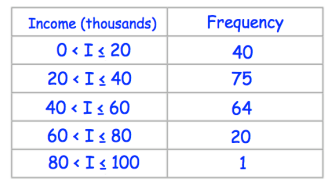 Income (thousands) Frequency
0 < I ≤ 20 40
20 < I ≤ 40 75
40 < I ≤ 60 64
60 < I ≤ 80 20
80 < I ≤ 100 1